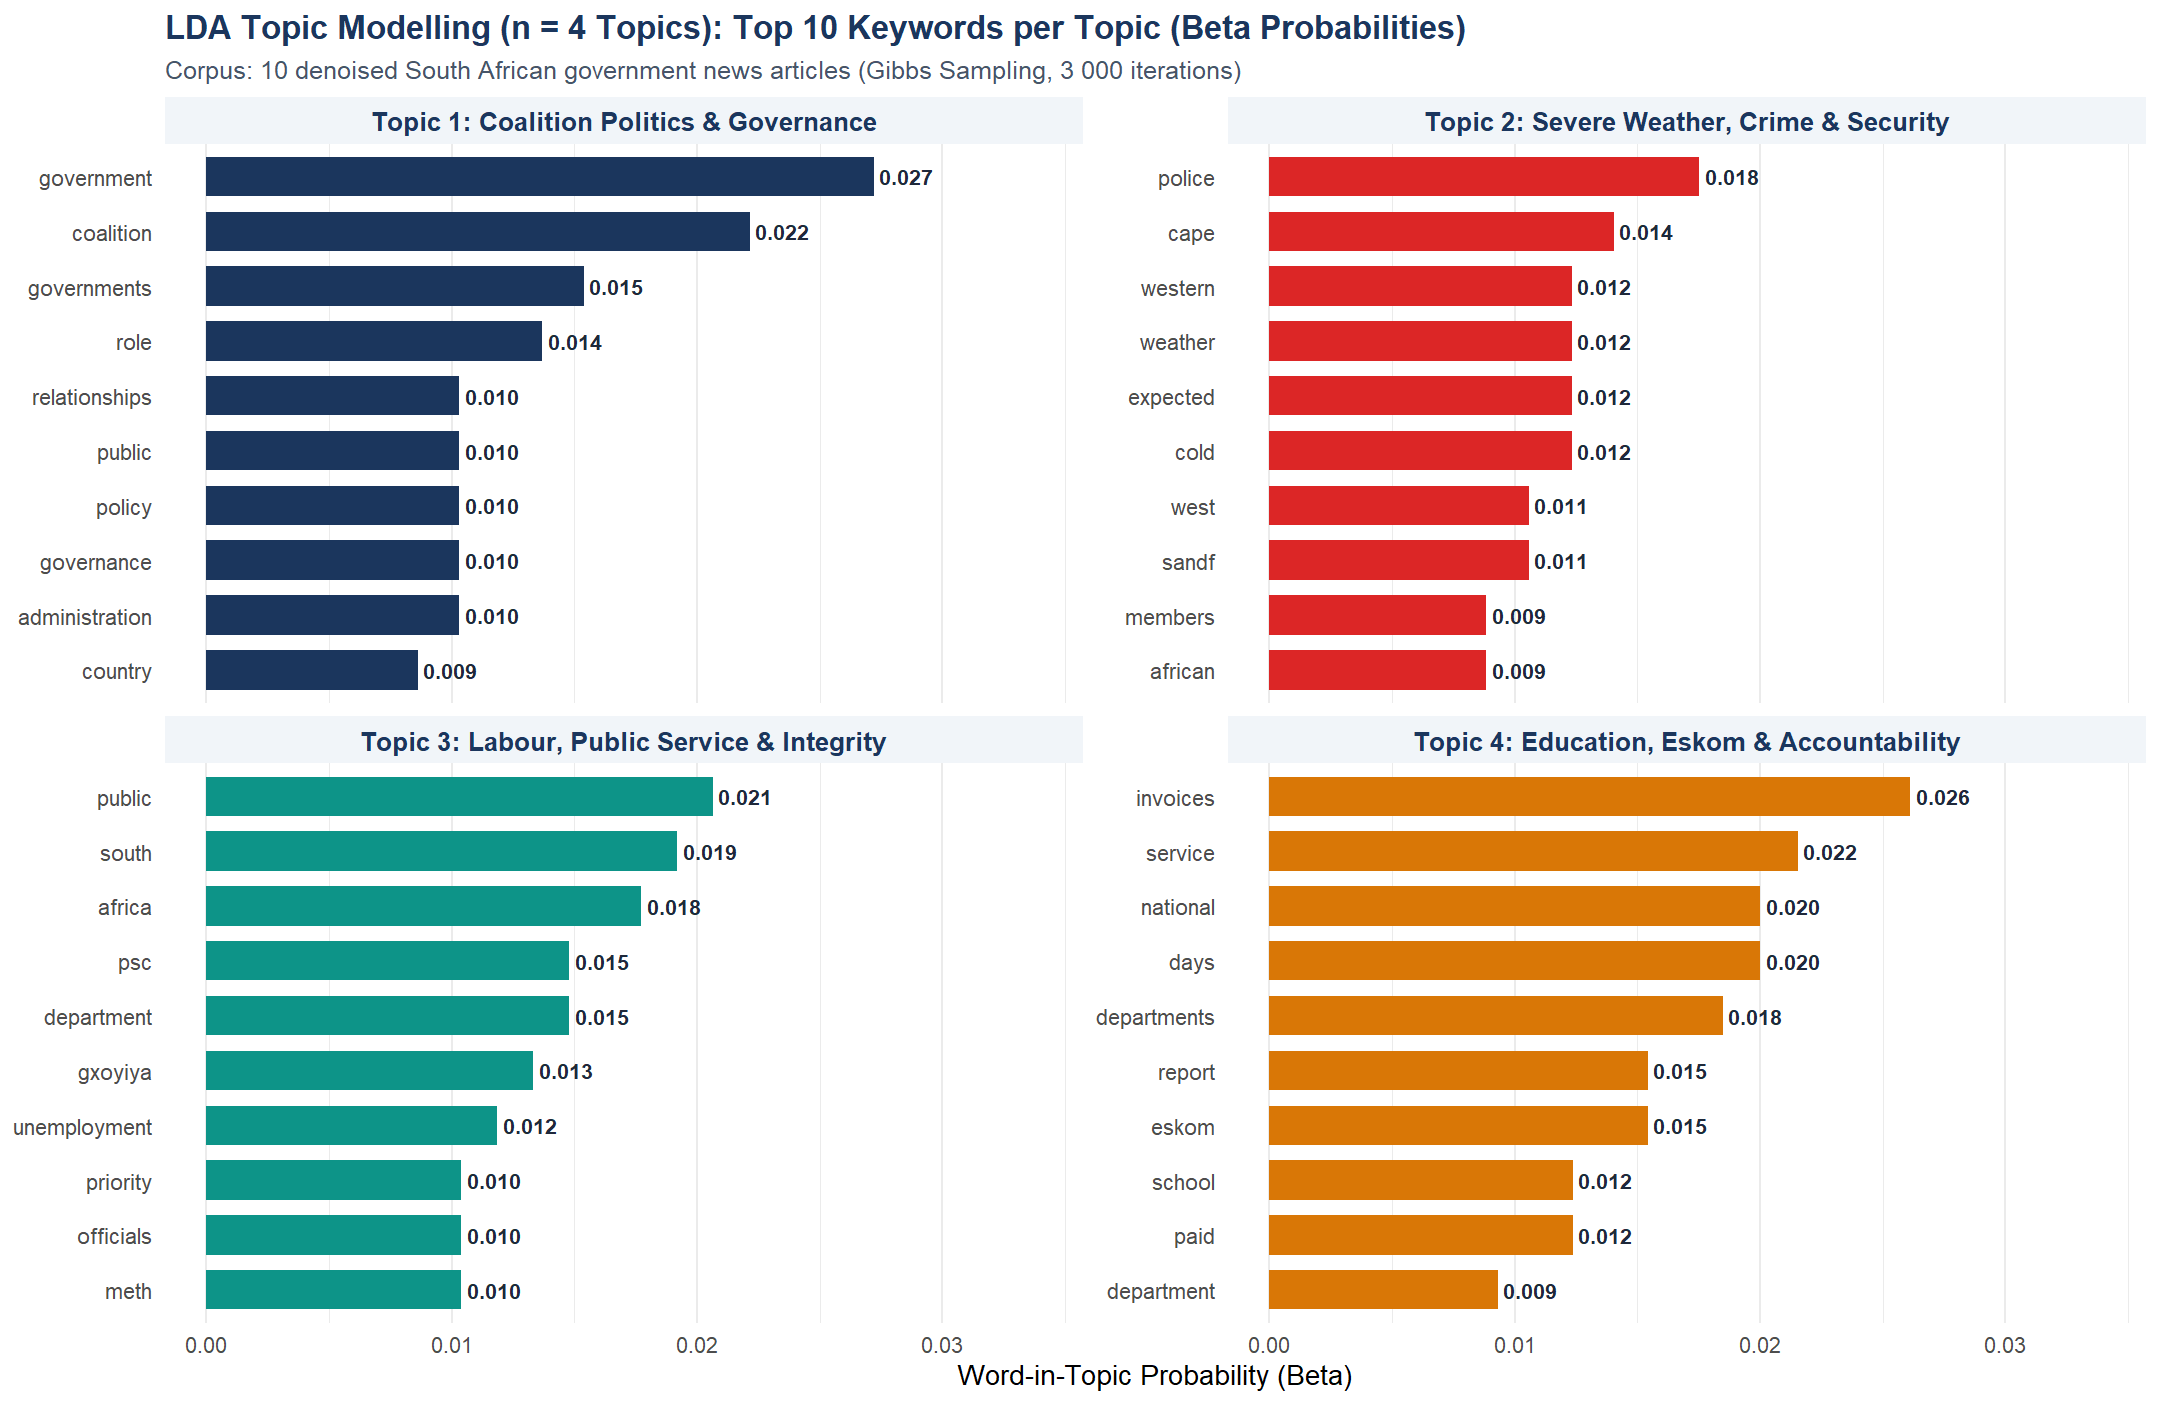 LDA Topic Modelling (n = 4 Topics): Top 10 Keywords per Topic (Beta Probabilities)
Corpus: 10 denoised South African government news articles (Gibbs Sampling, 3 000 iterations)
Topic 1: Coalition Politics & Governance
government 0.027
coalition 0.022
governments 0.015
role 0.014
relationships 0.010
public 0.010
policy 0.010
governance 0.010
administration 0.010
country 0.009
Topic 2: Severe Weather, Crime & Security
police 0.018
cape 0.014
western 0.012
weather 0.012
expected 0.012
cold 0.012
west 0.011
sandf 0.011
members 0.009
african 0.009
Topic 3: Labour, Public Service & Integrity
public 0.021
south 0.019
africa 0.018
psc 0.015
department 0.015
gxoyiya 0.013
unemployment 0.012
priority 0.010
officials 0.010
meth 0.010
0.00 0.01 0.02 0.03
Topic 4: Education, Eskom & Accountability
invoices 0.026
service 0.022
national 0.020
days 0.020
departments 0.018
report 0.015
eskom 0.015
school 0.012
paid 0.012
department 0.009
0.00 0.01 0.02 0.03
Word-in-Topic Probability (Beta)